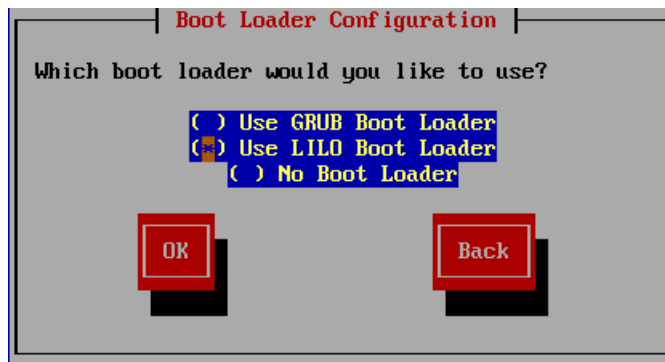 Boot Loader Configuration
Which boot loader would you like to use?
( ) Use GRUB Boot Loader
(*) Use LILO Boot Loader
( ) No Boot Loader
OK Back